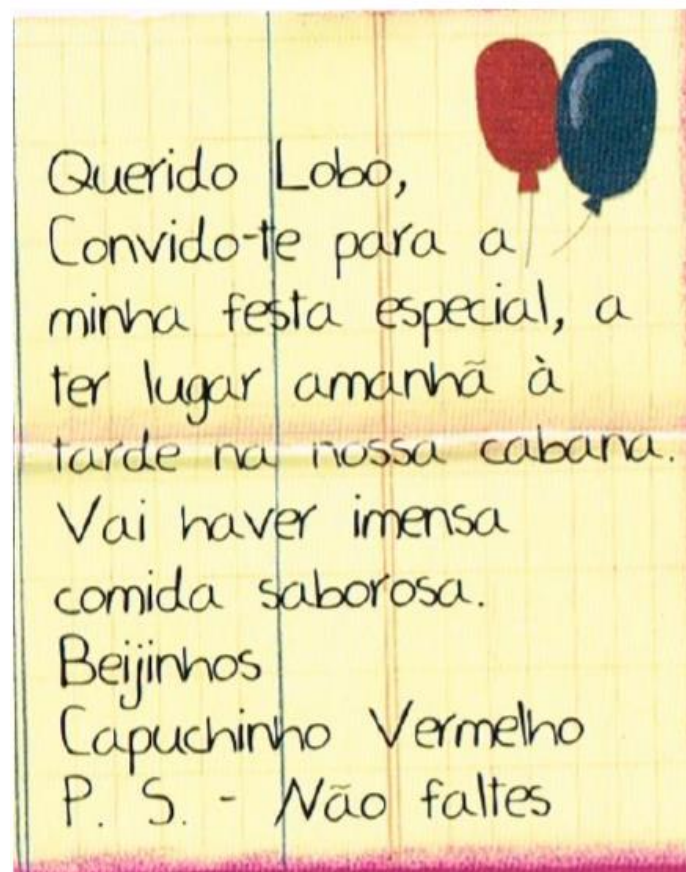 Querido Lobo,
Convido-te para a
minha festa especial, a
ter lugar amanhã à
tarde na nossa cabana.
Vai haver imensa
comida saborosa.
Beijinhos
Capuchinho Vermelho
P. S. - Não faltes